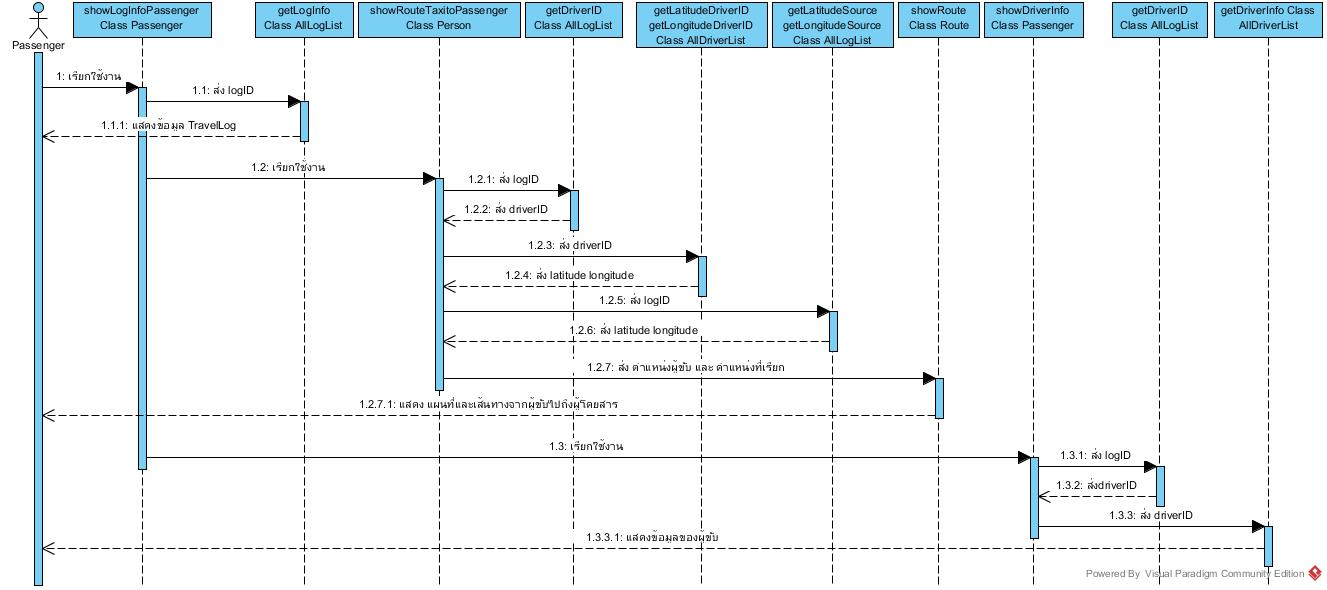 showLogInfoPassenger
Class Passenger
getLogInfo
Class AllLogList
showRouteTaxitoPassenger
Class Person
getDriverID
Class AllLogList
getLatitudeDriverID
getLongitudeDriverID
Class AllDriverList
getLatitudeSource
getLongitudeSource
Class AllLogList
showRoute
Class Route
showDriverInfo
Class Passenger
getDriverID
Class AllLogList
getDriverInfo Class
AllDriverList
Passenger
1: เรียกใช้งาน
1.1: ส่ง logID
1.1.1: แสดงข้อมูล TravelLog
1.2: เรียกใช้งาน
1.2.1: ส่ง logID
1.2.2: ส่ง driverID
1.2.3: ส่ง driverID
1.2.4: ส่ง latitude longitude
1.2.5: ส่ง logID
1.2.6: ส่ง latitude longitude
1.2.7: ส่ง ตำแหน่งผู้ขับ และ ตำแหน่งที่เรียก
1.2.7.1: แสดง แผนที่และเส้นทางจากผู้ขับไปถึงผู้โดยสาร
1.3: เรียกใช้งาน
1.3.1: ส่ง logID
1.3.2: ส่งdriverID
1.3.3: ส่ง driverID
1.3.3.1: แสดงข้อมูลของผู้ขับ
Powered By Visual Paradigm Community Edition